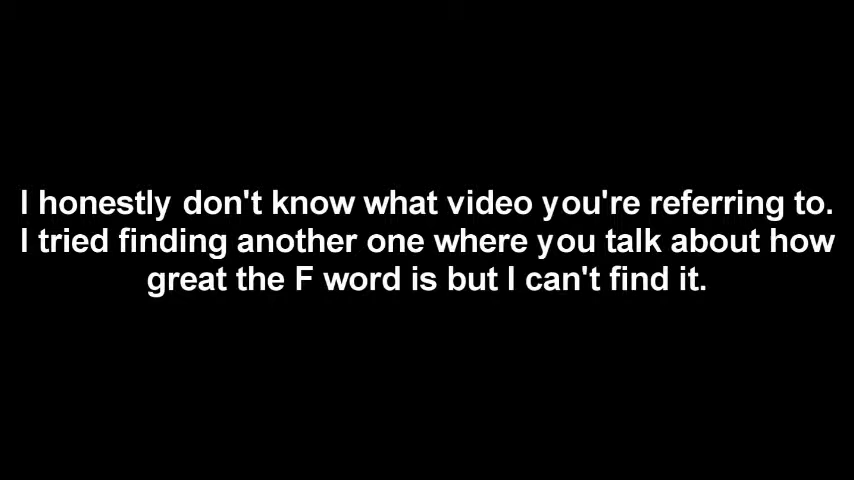 I honestly don't know what video you're referring to.
I tried finding another one where you talk about how
great the F word is but I can't find it.